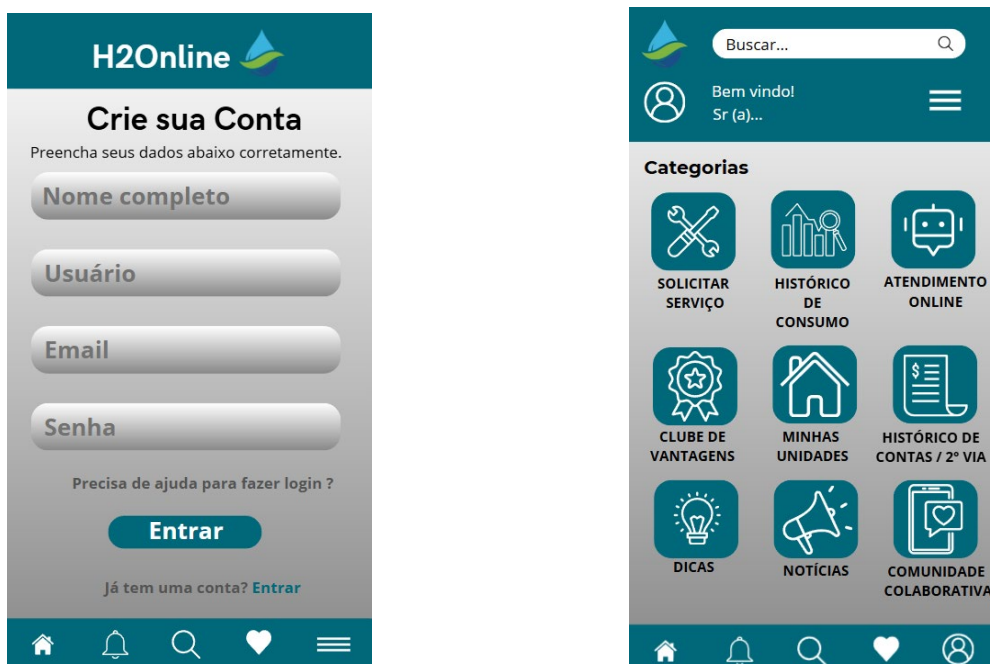 H2Online
Crie sua Conta
Preencha seus dados abaixo corretamente.
Nome completo
Usuário
Email
Senha
Precisa de ajuda para fazer login ?
Entrar
Já tem uma conta? Entrar
Buscar...
Bem vindo!
Sr (a)...
Categorias
SOLICITAR
SERVIÇO
HISTÓRICO
DE
CONSUMO
ATENDIMENTO
ONLINE
CLUBE DE
VANTAGENS
MINHAS
UNIDADES
$
HISTÓRICO DE
CONTAS / 2º VIA
DICAS
NOTÍCIAS
COMUNIDADE
COLABORATIVA